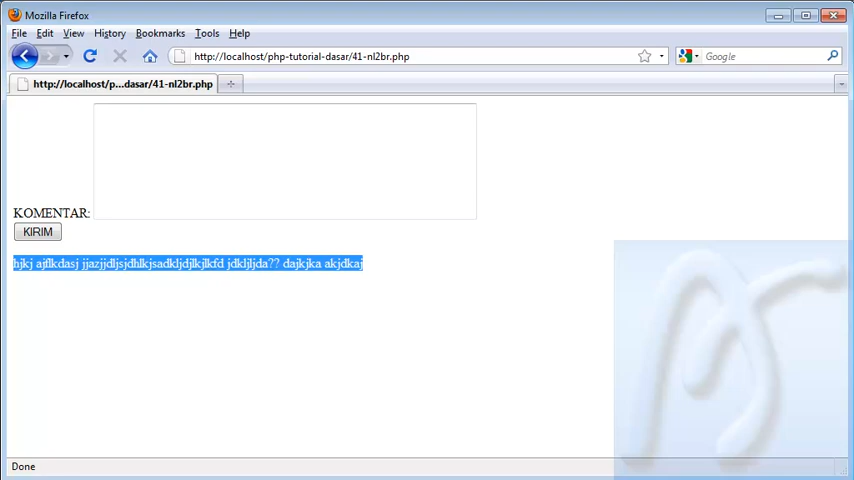 Mozilla Firefox
File Edit View History Bookmarks Tools Help
http://localhost/php-tutorial-dasar/41-nl2br.php
Google
http://localhost/p...dasar/41-nl2br.php
KOMENTAR:
KIRIM
hjkj ajflkdasj jjazjjdljsjdhlkjsadkljdjlkjlkfd jdkljljda?? dajkjka akjdkaj
Done